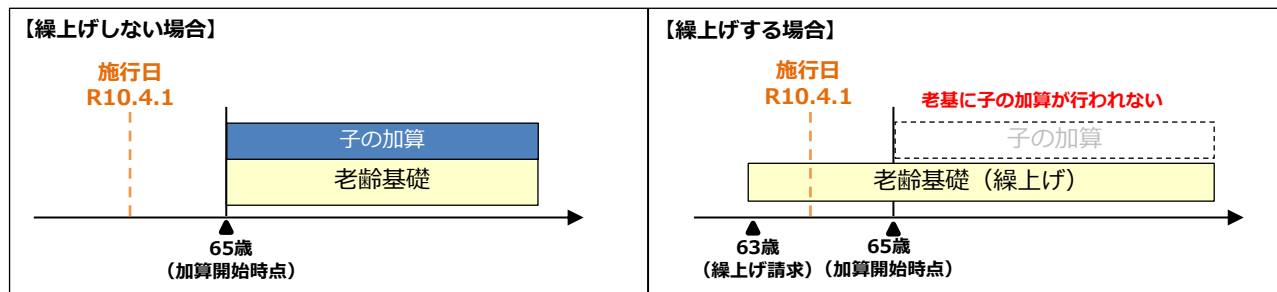 【繰上げしない場合】
施行日
R10.4.1
子の加算
老齢基礎
65歳
（加算開始時点）
【繰上げする場合】
施行日
R10.4.1
老基に子の加算が行われない
子の加算
老齢基礎（繰上げ）
63歳
（繰上げ請求）
65歳
（加算開始時点）